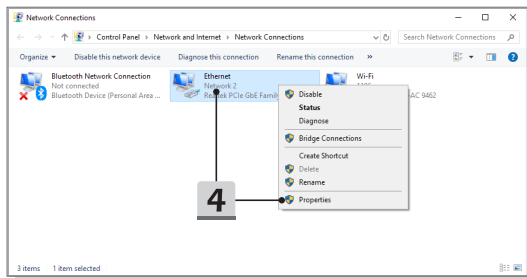 Network Connections
Control Panel > Network and Internet > Network Connections
Search Network Connections
Organize Disable this network device Diagnose this connection Rename this connection »
Bluetooth Network Connection
Not connected
Bluetooth Device (Personal Area ...
Ethernet
Network 2
Realtek PCIe GbE Family
Wi-Fi
AC 9462
Disable
Status
Diagnose
Bridge Connections
Create Shortcut
Delete
Rename
Properties
4
3 items 1 item selected